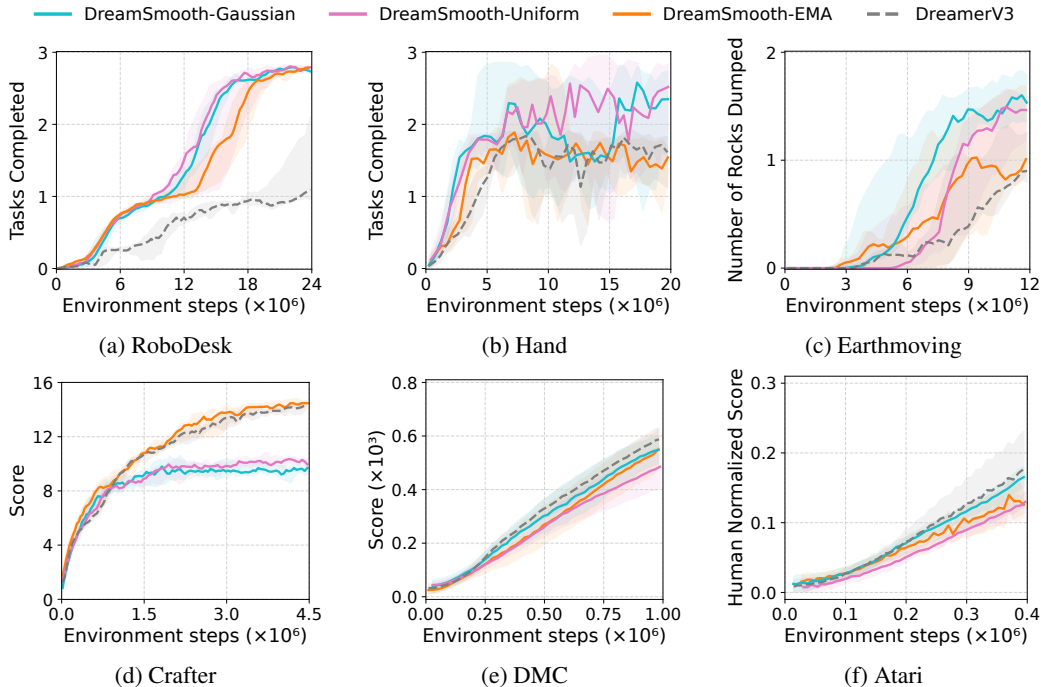 DreamSmooth-Gaussian DreamSmooth-Uniform DreamSmooth-EMA DreamerV3
Tasks Completed
3
2
1
0
0 6 12 18 24
Environment steps (×10⁶)
(a) RoboDesk
Tasks Completed
3
2
1
0
0 5 10 15 20
Environment steps (×10⁶)
(b) Hand
Number of Rocks Dumped
2
1
0
0 3 6 9 12
Environment steps (×10⁶)
(c) Earthmoving
Score
16
12
8
4
0
0.0 1.5 3.0 4.5
Environment steps (×10⁶)
(d) Crafter
Score (×10³)
0.8
0.6
0.4
0.2
0.0
0 0.25 0.50 0.75 1.00
Environment steps (×10⁶)
(e) DMC
Human Normalized Score
0.3
0.2
0.1
0.0
0 0.1 0.2 0.3 0.4
Environment steps (×10⁶)
(f) Atari